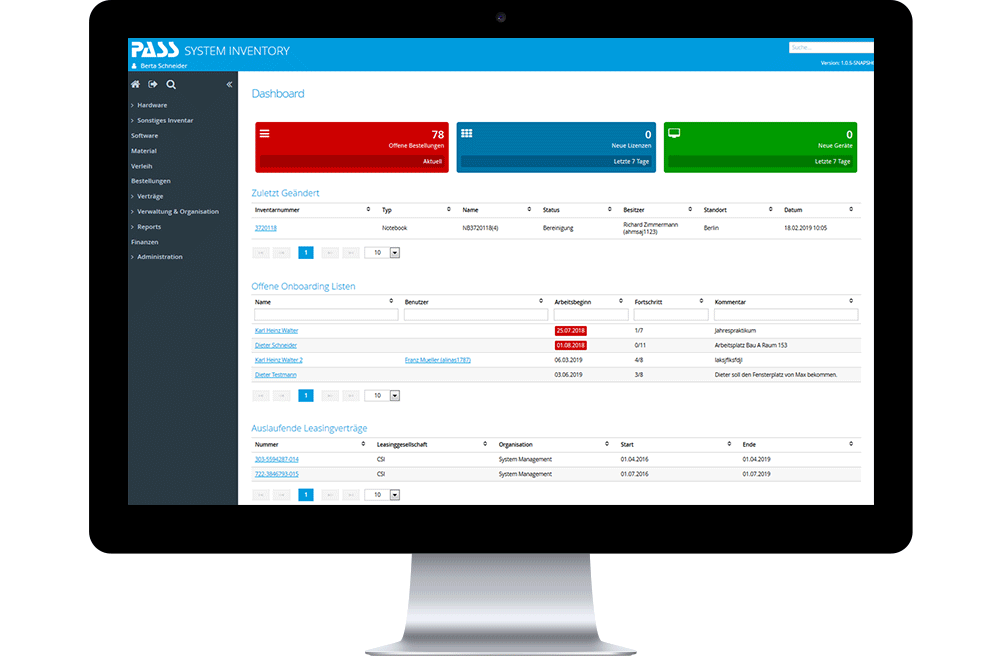 PASS SYSTEM INVENTORY
Suche...
Berta Schneider
Version: 1.0.5-SNAPSH
Hardware
Sonstiges Inventar
Software
Material
Verleih
Bestellungen
Verträge
Verwaltung & Organisation
Reports
Finanzen
Administration
Dashboard
78
Offene Bestellungen
Aktuell
0
Neue Lizenzen
Letzte 7 Tage
0
Neue Geräte
Letzte 7 Tage
Zuletzt Geändert
Inventarnummer Typ Name Status Besitzer Standort Datum
3720118 Notebook NB3720118(4) Bereinigung Richard Zimmermann (ahmsaj1123) Berlin 18.02.2019 10:05
1 10
Offene Onboarding Listen
Name Benutzer Arbeitsbeginn Fortschritt Kommentar
Karl Heinz Walter 25.07.2018 1/7 Jahrespraktikum
Dieter Schneider 01.08.2018 0/11 Arbeitsplatz Bau A Raum 153
Karl Heinz Walter 2 Franz Mueller (alinas1787) 06.03.2019 4/8 laksjflksfdjl
Dieter Testmann 03.06.2019 3/8 Dieter soll den Fensterplatz von Max bekommen.
1 10
Auslaufende Leasingverträge
Nummer Leasinggesellschaft Organisation Start Ende
303-5594287-014 CSI System Management 01.04.2016 01.04.2019
722-3846793-015 CSI System Management 01.07.2016 01.07.2019
1 10